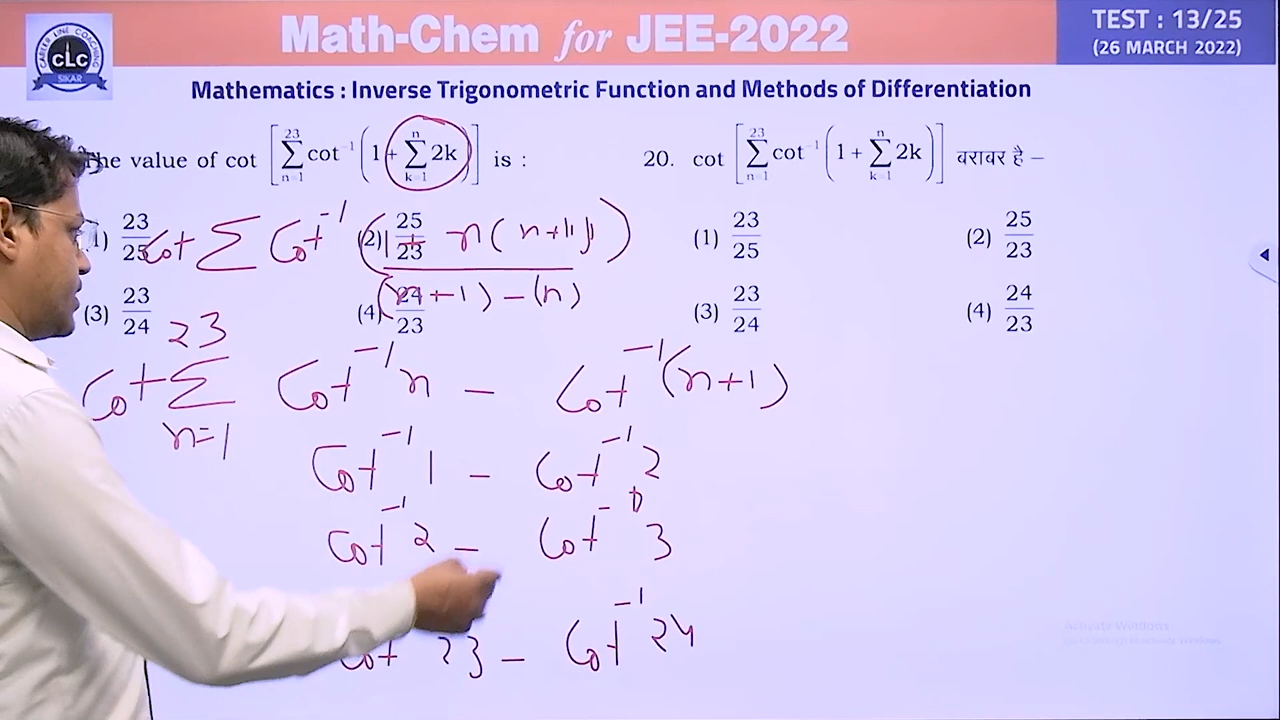 CAREER LINE COACHING
CLC
SIKAR
Math-Chem for JEE-2022
TEST : 13/25
(26 MARCH 2022)
Mathematics : Inverse Trigonometric Function and Methods of Differentiation
The value of cot [ ∑_{n=1}^{23} cot⁻¹ ( 1 + ∑_{k=1}^{n} 2k ) ] is :
(1) 23/25
(2) 25/23
(3) 23/24
(4) 24/23
20. cot [ ∑_{n=1}^{23} cot⁻¹ ( 1 + ∑_{k=1}^{n} 2k ) ] बराबर है –
(1) 23/25
(2) 25/23
(3) 23/24
(4) 24/23
Cot ∑ Cot⁻¹ ( 1 + n(n+1) )
(n+1) – (n)
Cot ∑_{n=1}^{23} Cot⁻¹ n – Cot⁻¹ (n+1)
Cot⁻¹ 1 – Cot⁻¹ 2
Cot⁻¹ 2 – Cot⁻¹ 3
Cot 23 – Cot⁻¹ 24
Activate Windows